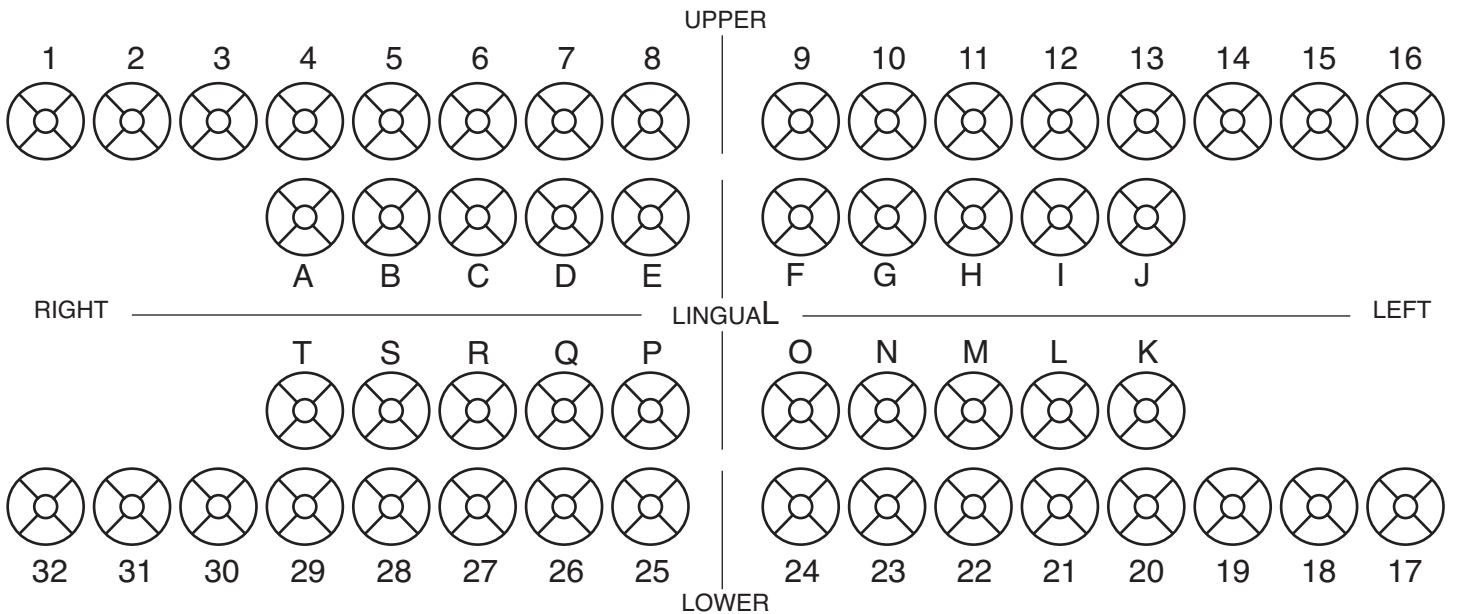 UPPER
1 2 3 4 5 6 7 8 9 10 11 12 13 14 15 16
A B C D E F G H I J
RIGHT LINGUAL LEFT
T S R Q P O N M L K
32 31 30 29 28 27 26 25 24 23 22 21 20 19 18 17
LOWER